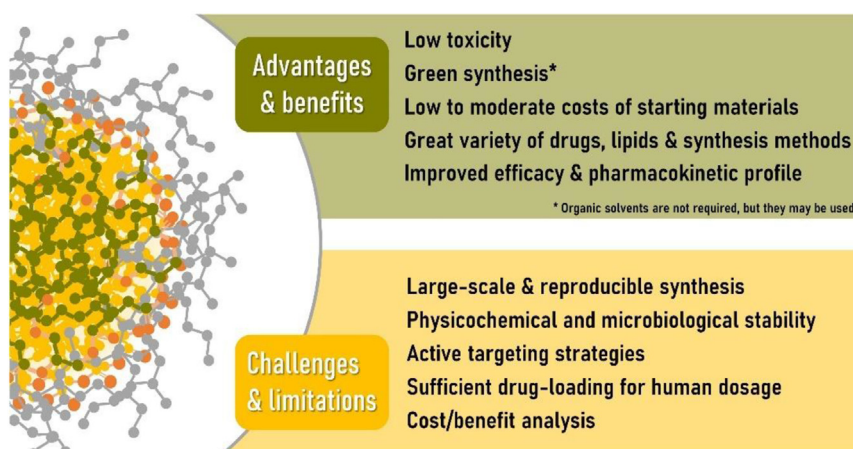 Advantages
& benefits
Low toxicity
Green synthesis*
Low to moderate costs of starting materials
Great variety of drugs, lipids & synthesis methods
Improved efficacy & pharmacokinetic profile
* Organic solvents are not required, but they may be used
Challenges
& limitations
Large-scale & reproducible synthesis
Physicochemical and microbiological stability
Active targeting strategies
Sufficient drug-loading for human dosage
Cost/benefit analysis